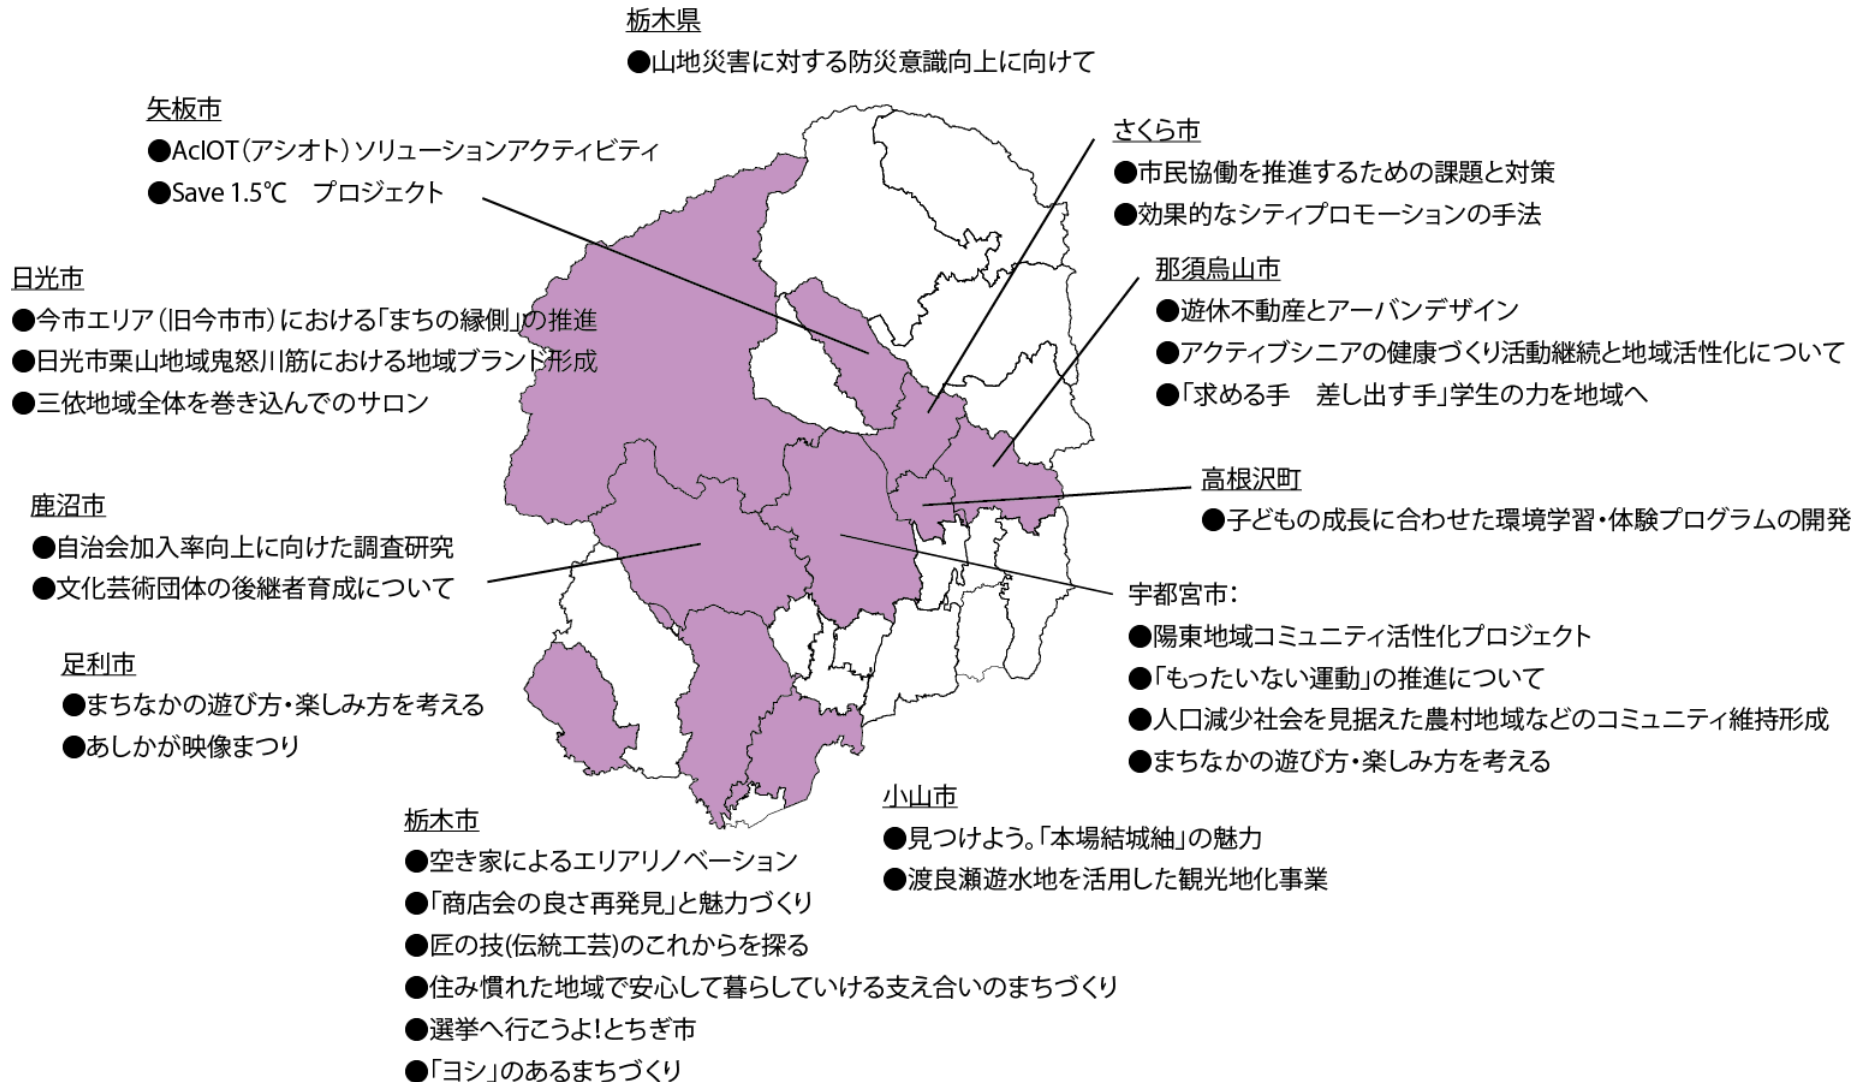 栃木県
●山地災害に対する防災意識向上に向けて
矢板市
●AcIOT（アシオト）ソリューションアクティビティ
●Save 1.5℃　プロジェクト
さくら市
●市民協働を推進するための課題と対策
●効果的なシティプロモーションの手法
日光市
●今市エリア（旧今市市）における「まちの縁側」の推進
●日光市栗山地域鬼怒川筋における地域ブランド形成
●三依地域全体を巻き込んでのサロン
那須烏山市
●遊休不動産とアーバンデザイン
●アクティブシニアの健康づくり活動継続と地域活性化について
●「求める手　差し出す手」学生の力を地域へ
高根沢町
●子どもの成長に合わせた環境学習・体験プログラムの開発
鹿沼市
●自治会加入率向上に向けた調査研究
●文化芸術団体の後継者育成について
宇都宮市：
●陽東地域コミュニティ活性化プロジェクト
●「もったいない運動」の推進について
●人口減少社会を見据えた農村地域などのコミュニティ維持形成
●まちなかの遊び方・楽しみ方を考える
足利市
●まちなかの遊び方・楽しみ方を考える
●あしかが映像まつり
小山市
●見つけよう。「本場結城紬」の魅力
●渡良瀬遊水地を活用した観光地化事業
栃木市
●空き家によるエリアリノベーション
●「商店会の良さ再発見」と魅力づくり
●匠の技(伝統工芸)のこれからを探る
●住み慣れた地域で安心して暮らしていける支え合いのまちづくり
●選挙へ行こうよ！とちぎ市
●「ヨシ」のあるまちづくり